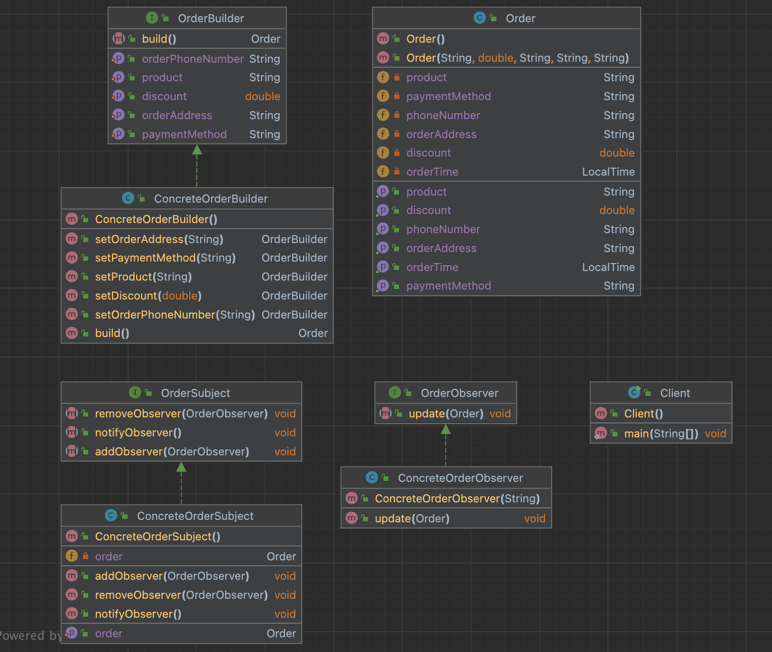 OrderBuilder
build() Order
orderPhoneNumber String
product String
discount double
orderAddress String
paymentMethod String
Order
Order()
Order(String, double, String, String, String)
product String
paymentMethod String
phoneNumber String
orderAddress String
discount double
orderTime LocalTime
product String
discount double
phoneNumber String
orderAddress String
orderTime LocalTime
paymentMethod String
ConcreteOrderBuilder
ConcreteOrderBuilder()
setOrderAddress(String) OrderBuilder
setPaymentMethod(String) OrderBuilder
setProduct(String) OrderBuilder
setDiscount(double) OrderBuilder
setOrderPhoneNumber(String) OrderBuilder
build() Order
OrderSubject
removeObserver(OrderObserver) void
notifyObserver() void
addObserver(OrderObserver) void
OrderObserver
update(Order) void
Client
Client()
main(String[]) void
ConcreteOrderSubject
ConcreteOrderSubject()
order Order
addObserver(OrderObserver) void
removeObserver(OrderObserver) void
notifyObserver() void
order Order
ConcreteOrderObserver
ConcreteOrderObserver(String)
update(Order) void
Powered by